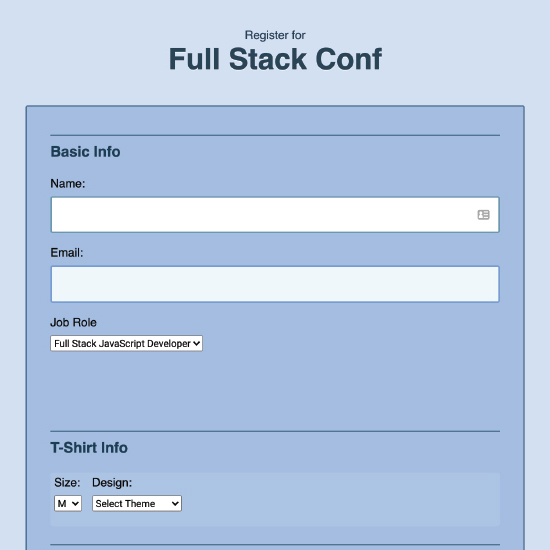 Register for
Full Stack Conf
Basic Info
Name:
Email:
Job Role
Full Stack JavaScript Developer
T-Shirt Info
Size: Design:
M Select Theme